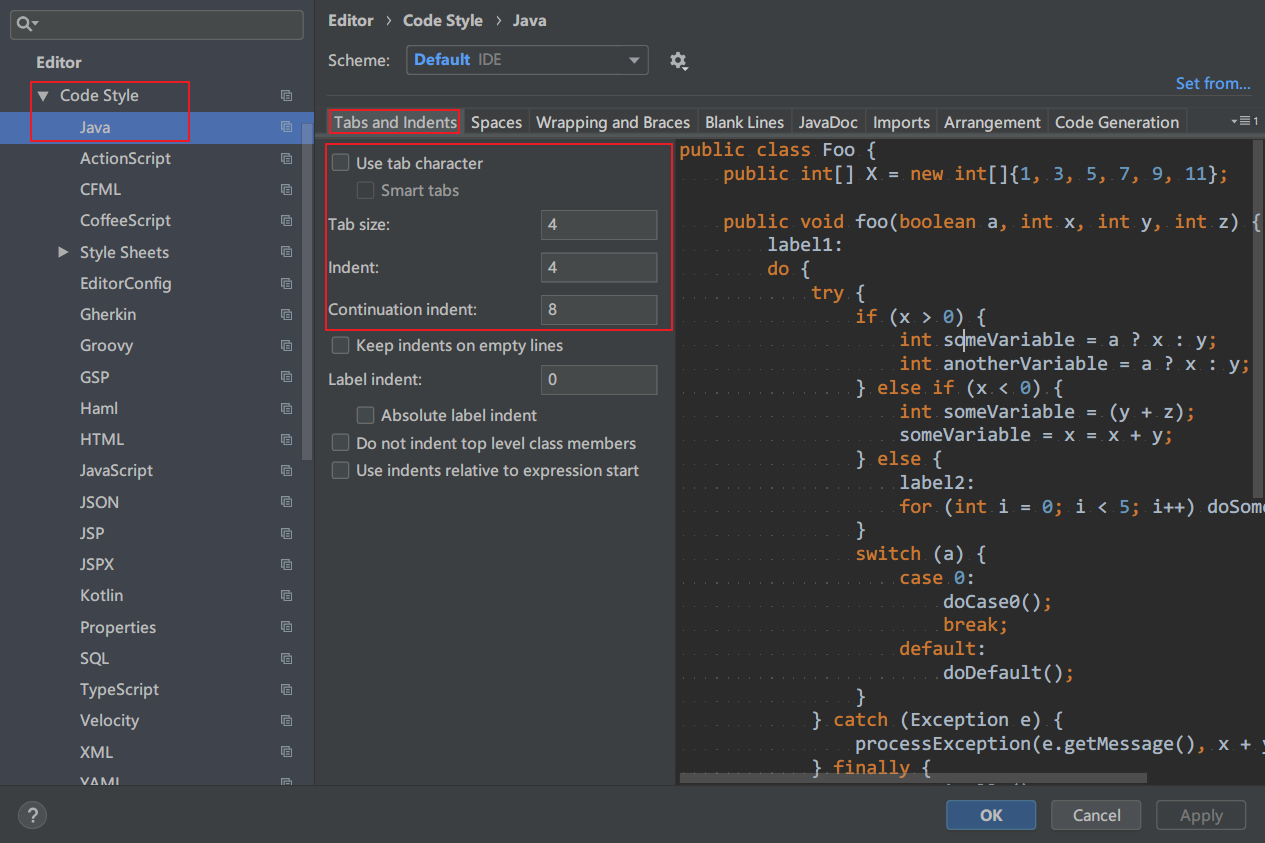 Editor
Code Style
Java
ActionScript
CFML
CoffeeScript
Style Sheets
EditorConfig
Gherkin
Groovy
GSP
Haml
HTML
JavaScript
JSON
JSP
JSPX
Kotlin
Properties
SQL
TypeScript
Velocity
XML
YAML
Editor › Code Style › Java
Scheme: Default IDE
Set from...
Tabs and Indents Spaces Wrapping and Braces Blank Lines JavaDoc Imports Arrangement Code Generation 1
Use tab character
Smart tabs
Tab size: 4
Indent: 4
Continuation indent: 8
Keep indents on empty lines
Label indent: 0
Absolute label indent
Do not indent top level class members
Use indents relative to expression start
public class Foo {
public int[] X = new int[]{1, 3, 5, 7, 9, 11};
public void foo(boolean a, int x, int y, int z) {
label1:
do {
try {
if (x > 0) {
int someVariable = a ? x : y;
int anotherVariable = a ? x : y;
} else if (x < 0) {
int someVariable = (y + z);
someVariable = x = x + y;
} else {
label2:
for (int i = 0; i < 5; i++) doSome
}
switch (a) {
case 0:
doCase0();
break;
default:
doDefault();
}
} catch (Exception e) {
processException(e.getMessage(), x + y
} finally {
?
OK Cancel Apply